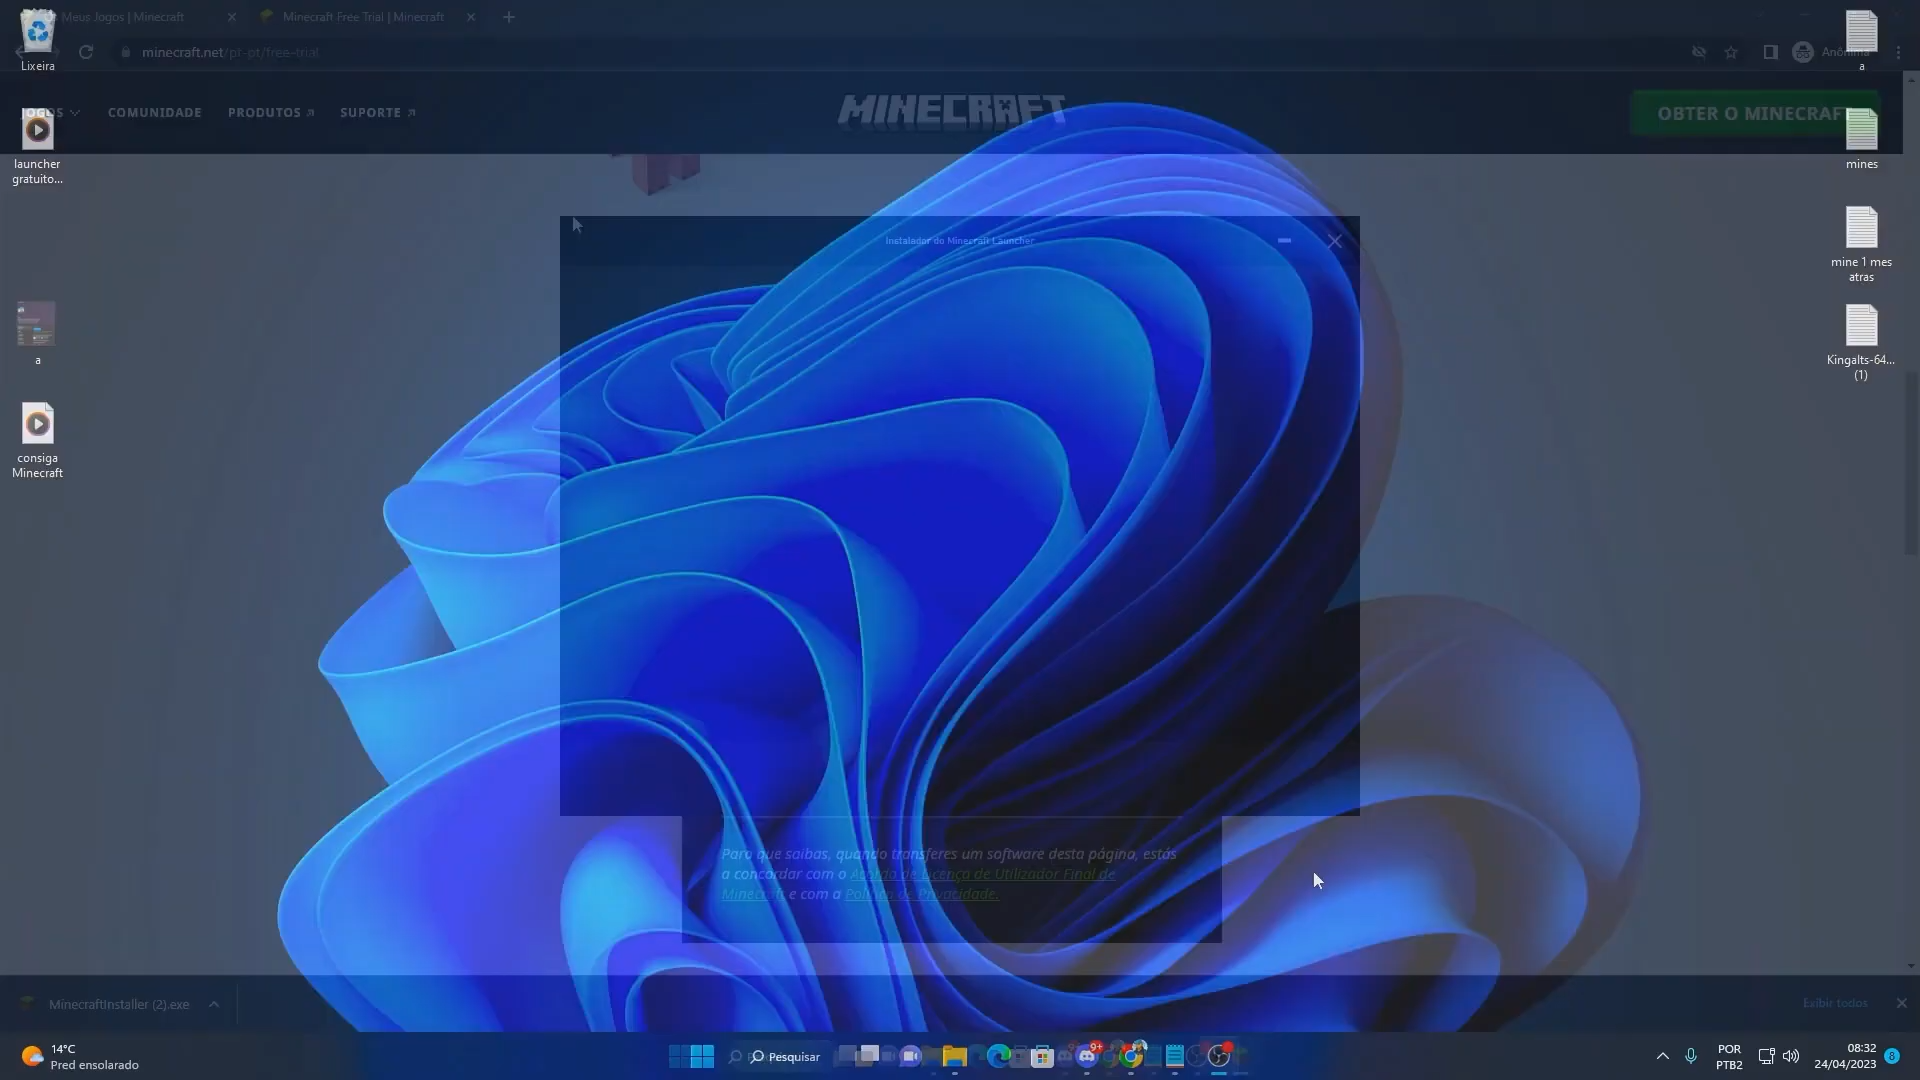 Os Meus Jogos | Minecraft
Minecraft Free Trial | Minecraft
minecraft.net/pt-pt/free-trial
Anônima
Lixeira
JOGOS
COMUNIDADE
PRODUTOS
SUPORTE
MINECRAFT
OBTER O MINECRAFT
launcher
gratuito...
a
consiga
Minecraft
a
mines
mine 1 mes
atras
Kingalts-64...
(1)
Instalador do Minecraft Launcher
Para que saibas, quando transferes um software desta página, estás
a concordar com o Acordo de Licença de Utilizador Final de
Minecraft e com a Política de Privacidade.
MinecraftInstaller (2).exe
Exibir todos
14°C
Pred ensolarado
Pesquisar
9+
POR
PTB2
08:32
24/04/2023
8